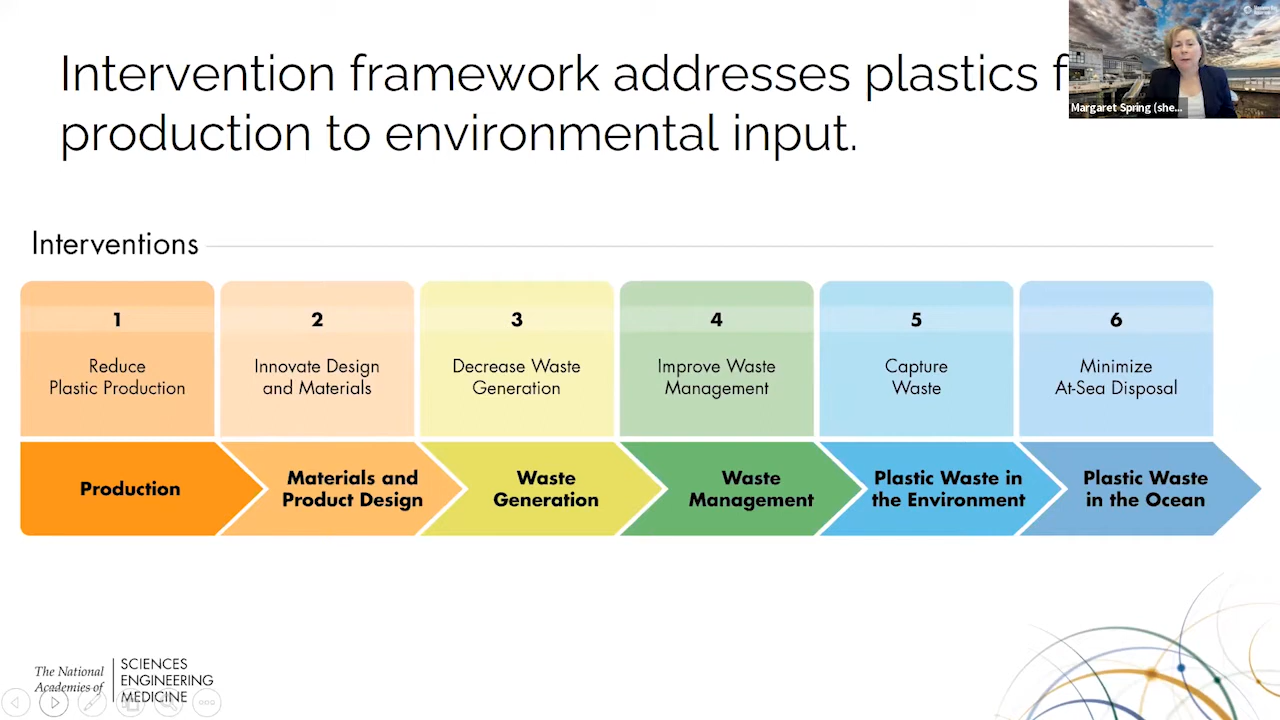 Intervention framework addresses plastics f
production to environmental input.
Margaret Spring (she...
Interventions
1
Reduce
Plastic Production
2
Innovate Design
and Materials
3
Decrease Waste
Generation
4
Improve Waste
Management
5
Capture
Waste
6
Minimize
At-Sea Disposal
Production
Materials and
Product Design
Waste
Generation
Waste
Management
Plastic Waste in
the Environment
Plastic Waste
in the Ocean
The National
Academies of
SCIENCES
ENGINEERING
MEDICINE